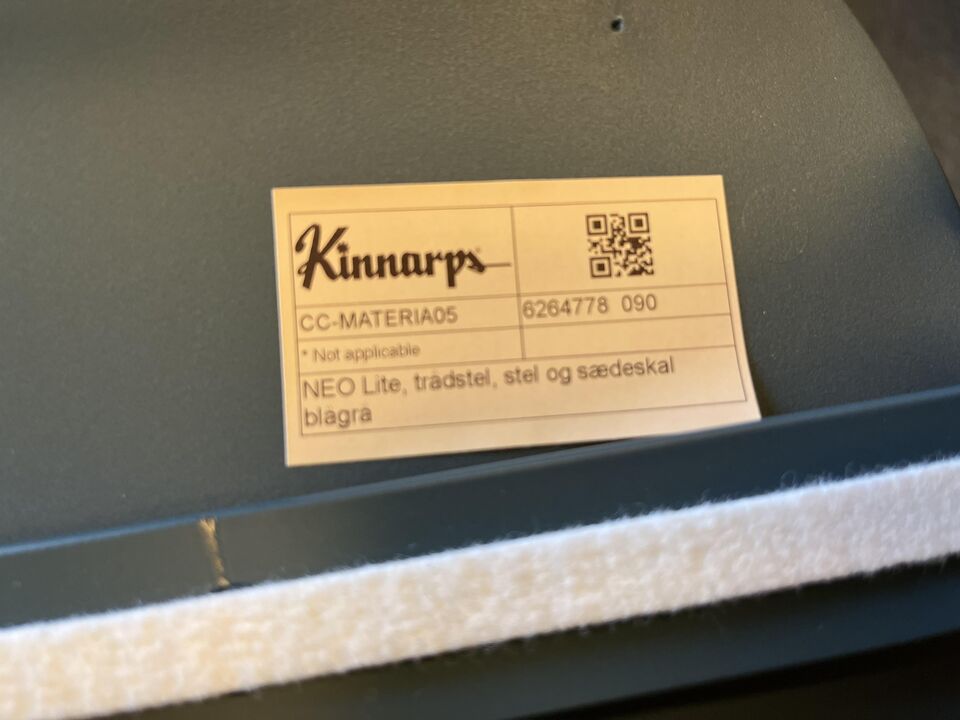 Kinnarps
CC-MATERIA05
6264778 090
* Not applicable
NEO Lite, trådstel, stel og sædeskal
blågrå